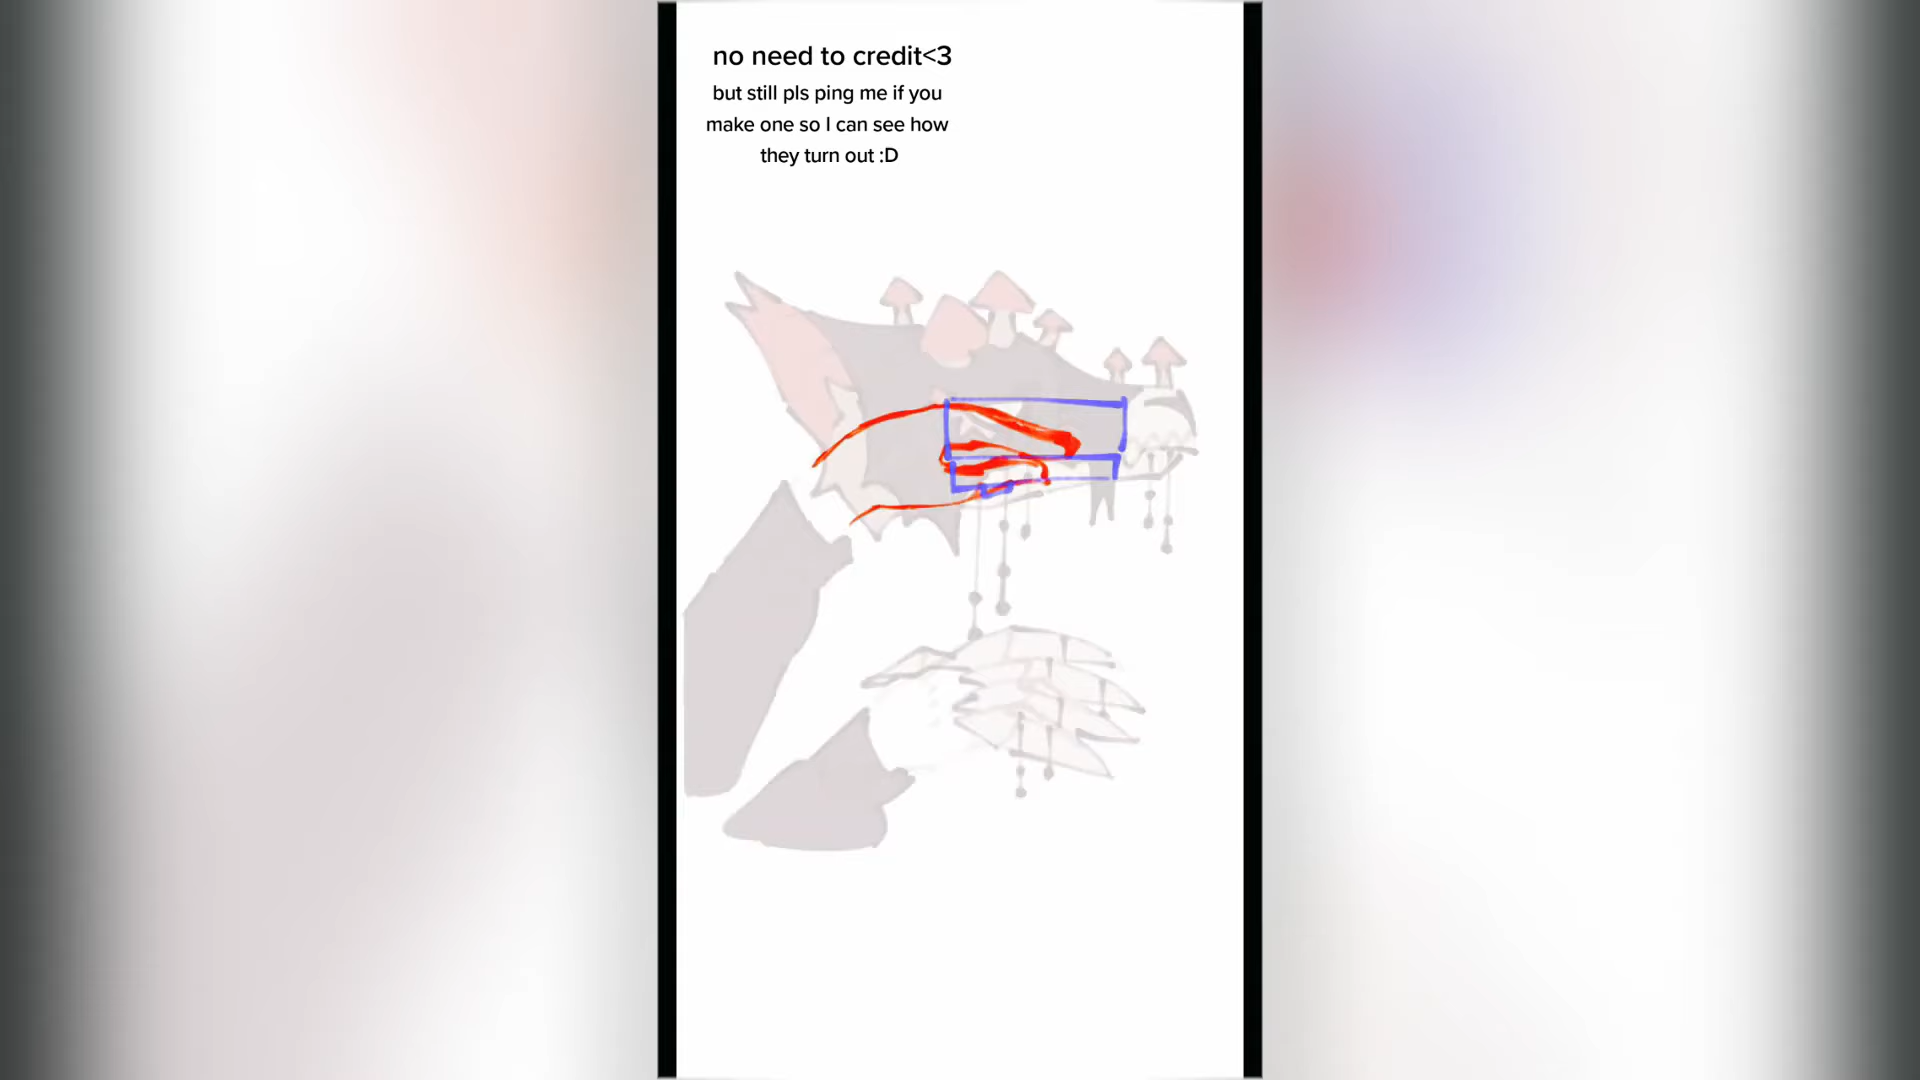 no need to credit<3
but still pls ping me if you
make one so I can see how
they turn out :D